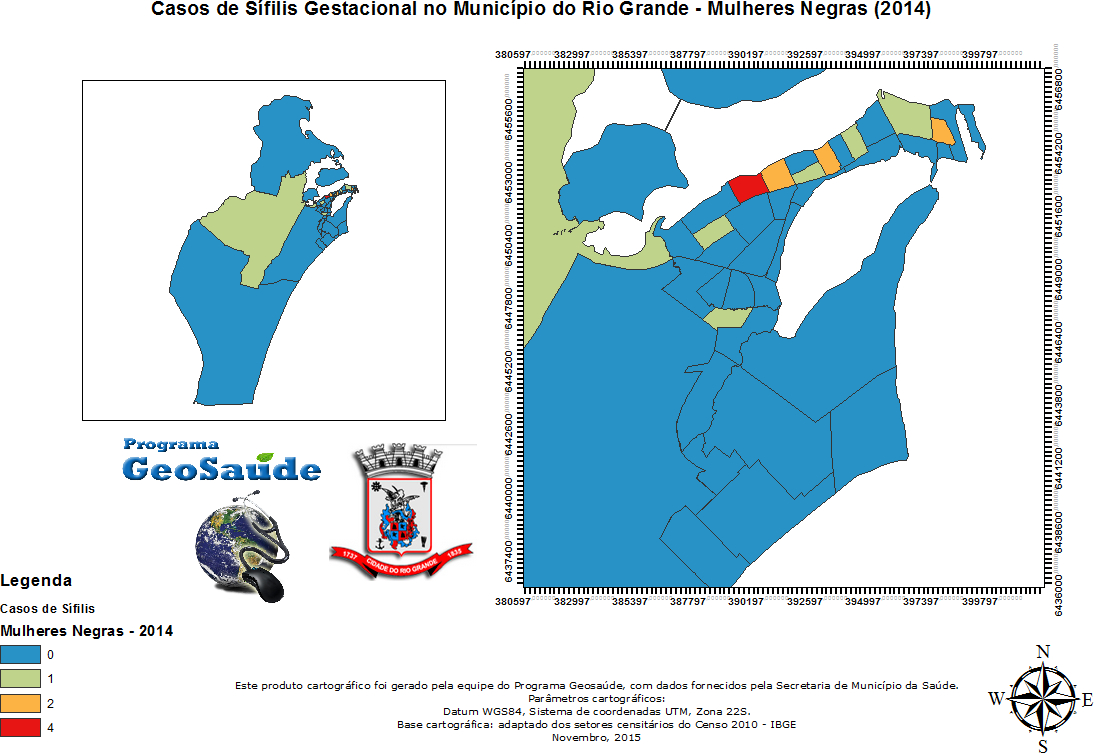 Casos de Sífilis Gestacional no Município do Rio Grande - Mulheres Negras (2014)
380597 382997 385397 387797 390197 392597 394997 397397 399797
6455600
6453000
6450400
6447800
6445200
6442600
6440000
6437400
6456800
6454200
6451600
6449000
6446400
6443800
6441200
6438600
6436000
380597 382997 385397 387797 390197 392597 394997 397397 399797
Programa
GeoSaúde
1737 CIDADE DO RIO GRANDE 1835
Legenda
Casos de Sífilis
Mulheres Negras - 2014
0
1
2
4
Este produto cartográfico foi gerado pela equipe do Programa Geosaúde, com dados fornecidos pela Secretaria de Município da Saúde.
Parâmetros cartográficos:
Datum WGS84, Sistema de coordenadas UTM, Zona 22S.
Base cartográfica: adaptado dos setores censitários do Censo 2010 - IBGE
Novembro, 2015
N
W E
S